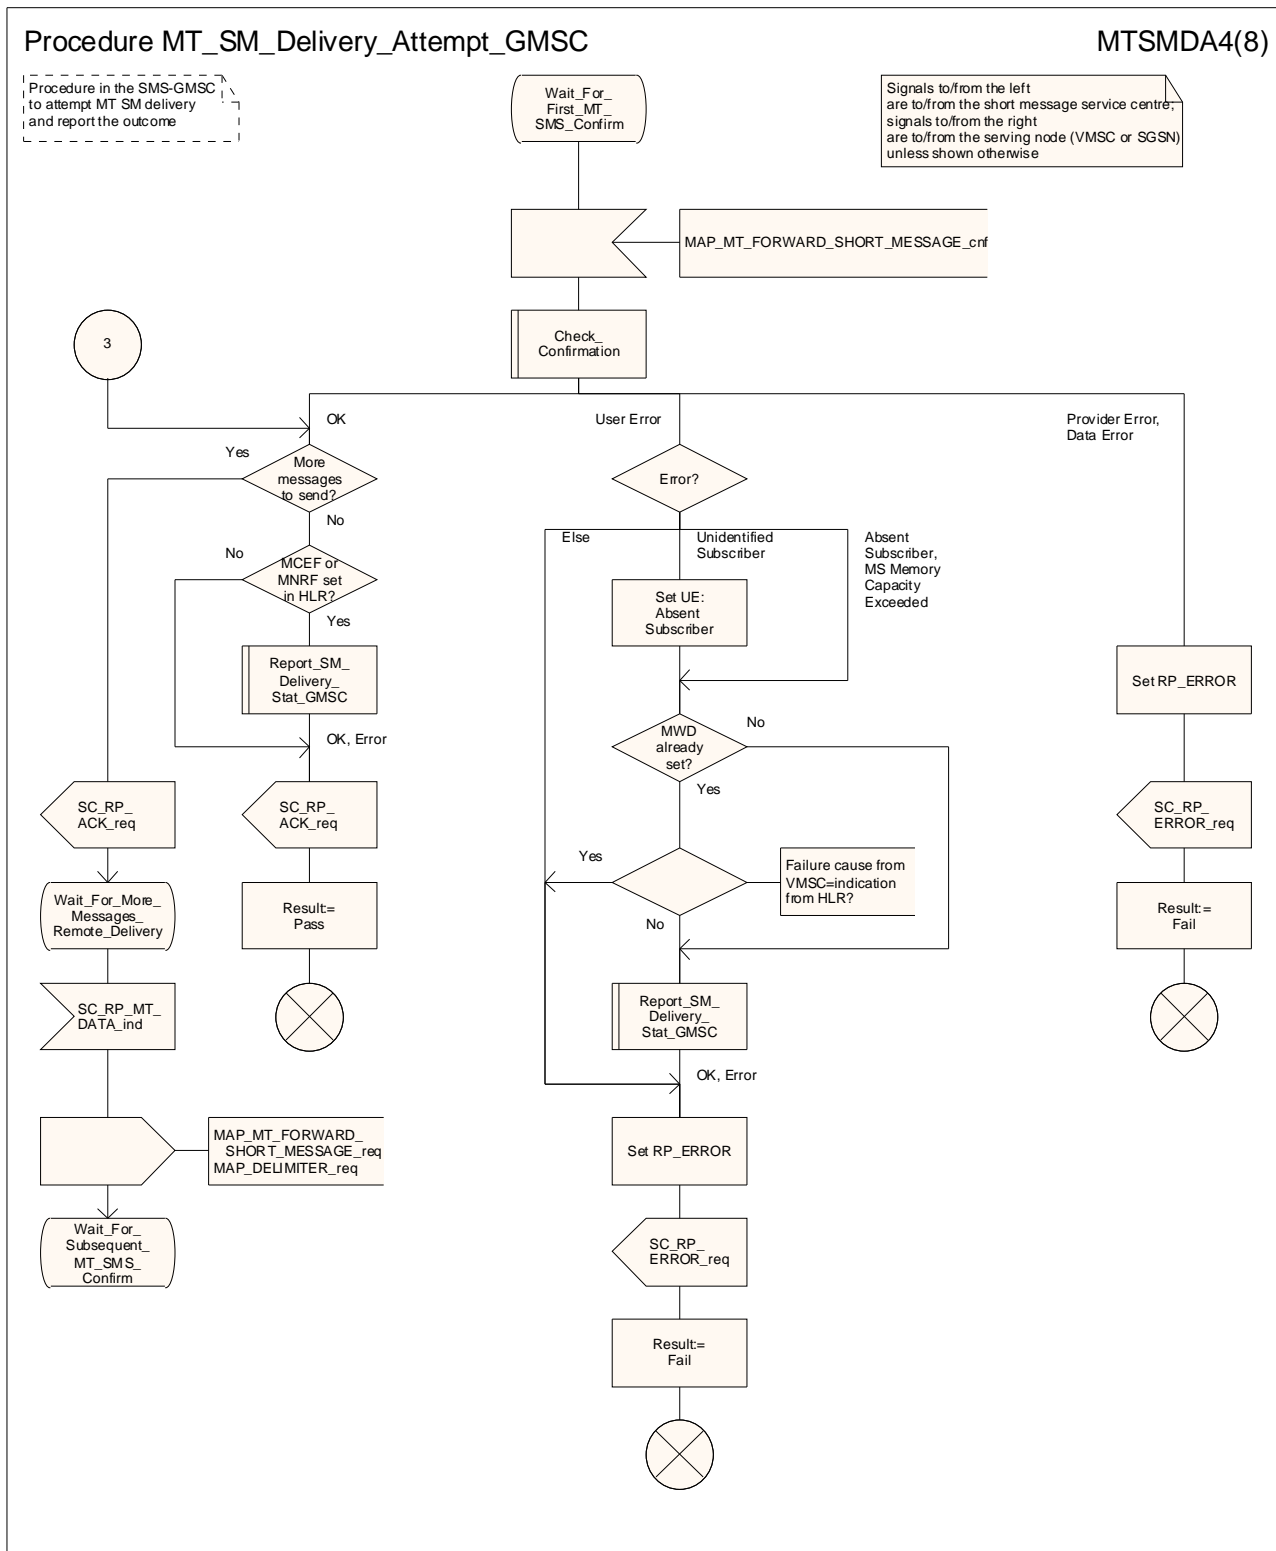 Procedure MT_SM_Delivery_Attempt_GMSC
MTSMDA4(8)
Procedure in the SMS-GMSC
to attempt MT SM delivery
and report the outcome
Wait_For_
First_MT_
SMS_Confirm
Signals to/from the left
are to/from the short message service centre;
signals to/from the right
are to/from the serving node (VMSC or SGSN)
unless shown otherwise
MAP_MT_FORWARD_SHORT_MESSAGE_cnf
Check_
Confirmation
3
OK
User Error
Provider Error,
Data Error
Yes
More
messages
to send?
Error?
No
No
MCEF or
MNRF set
in HLR?
Yes
Else
Unidentified
Subscriber
Absent
Subscriber,
MS Memory
Capacity
Exceeded
Set UE:
Absent
Subscriber
Report_SM_
Delivery_
Stat_GMSC
Set RP_ERROR
OK, Error
MWD
already
set?
No
Yes
SC_RP_
ACK_req
SC_RP_
ACK_req
SC_RP_
ERROR_req
Yes
Failure cause from
VMSC=indication
from HLR?
No
Wait_For_More_
Messages_
Remote_Delivery
Result:=
Pass
Result:=
Fail
SC_RP_MT_
DATA_ind
Report_SM_
Delivery_
Stat_GMSC
OK, Error
MAP_MT_FORWARD_
SHORT_MESSAGE_req
MAP_DELIMITER_req
Set RP_ERROR
Wait_For_
Subsequent_
MT_SMS_
Confirm
SC_RP_
ERROR_req
Result:=
Fail